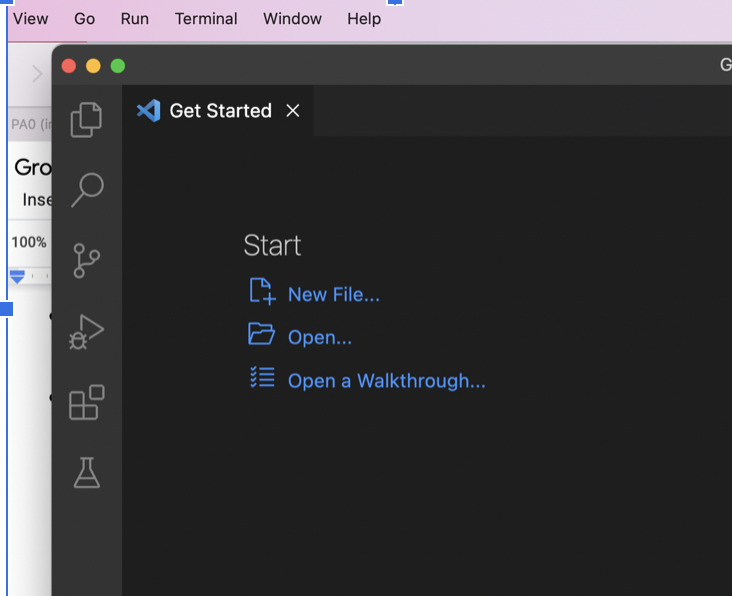 View Go Run Terminal Window Help
G
Get Started
PA0 (i
Gro
Inse
100%
Start
New File...
Open...
Open a Walkthrough...